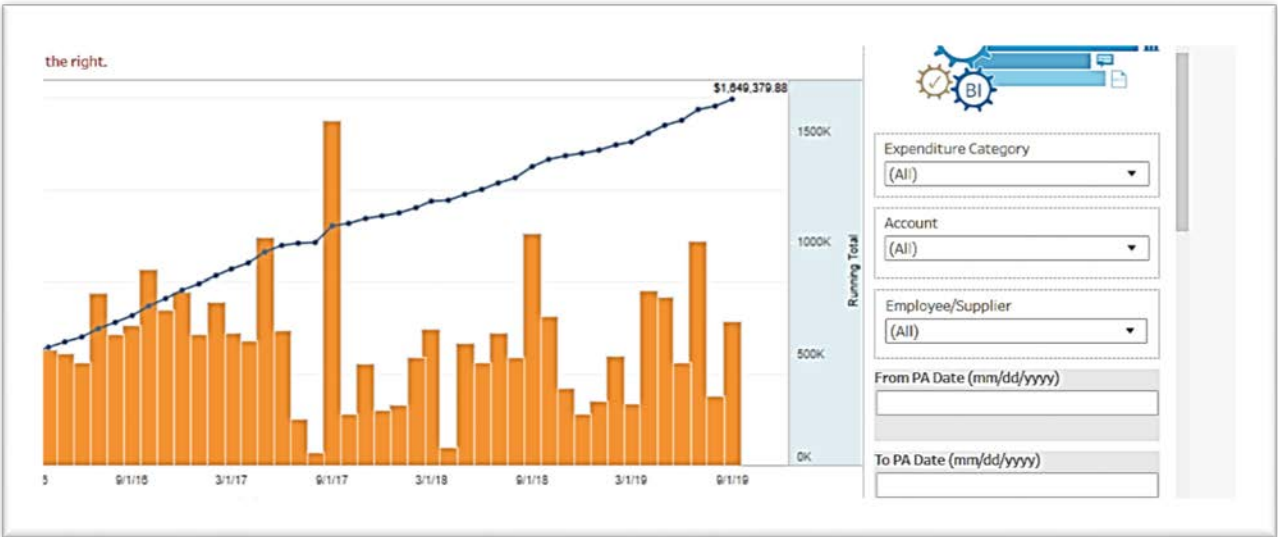 the right.
$1,649,379.88
1500K
1000K
500K
0K
Running Total
9/1/16
3/1/17
9/1/17
3/1/18
9/1/18
3/1/19
9/1/19
BI
Expenditure Category
(All)
Account
(All)
Employee/Supplier
(All)
From PA Date (mm/dd/yyyy)
To PA Date (mm/dd/yyyy)